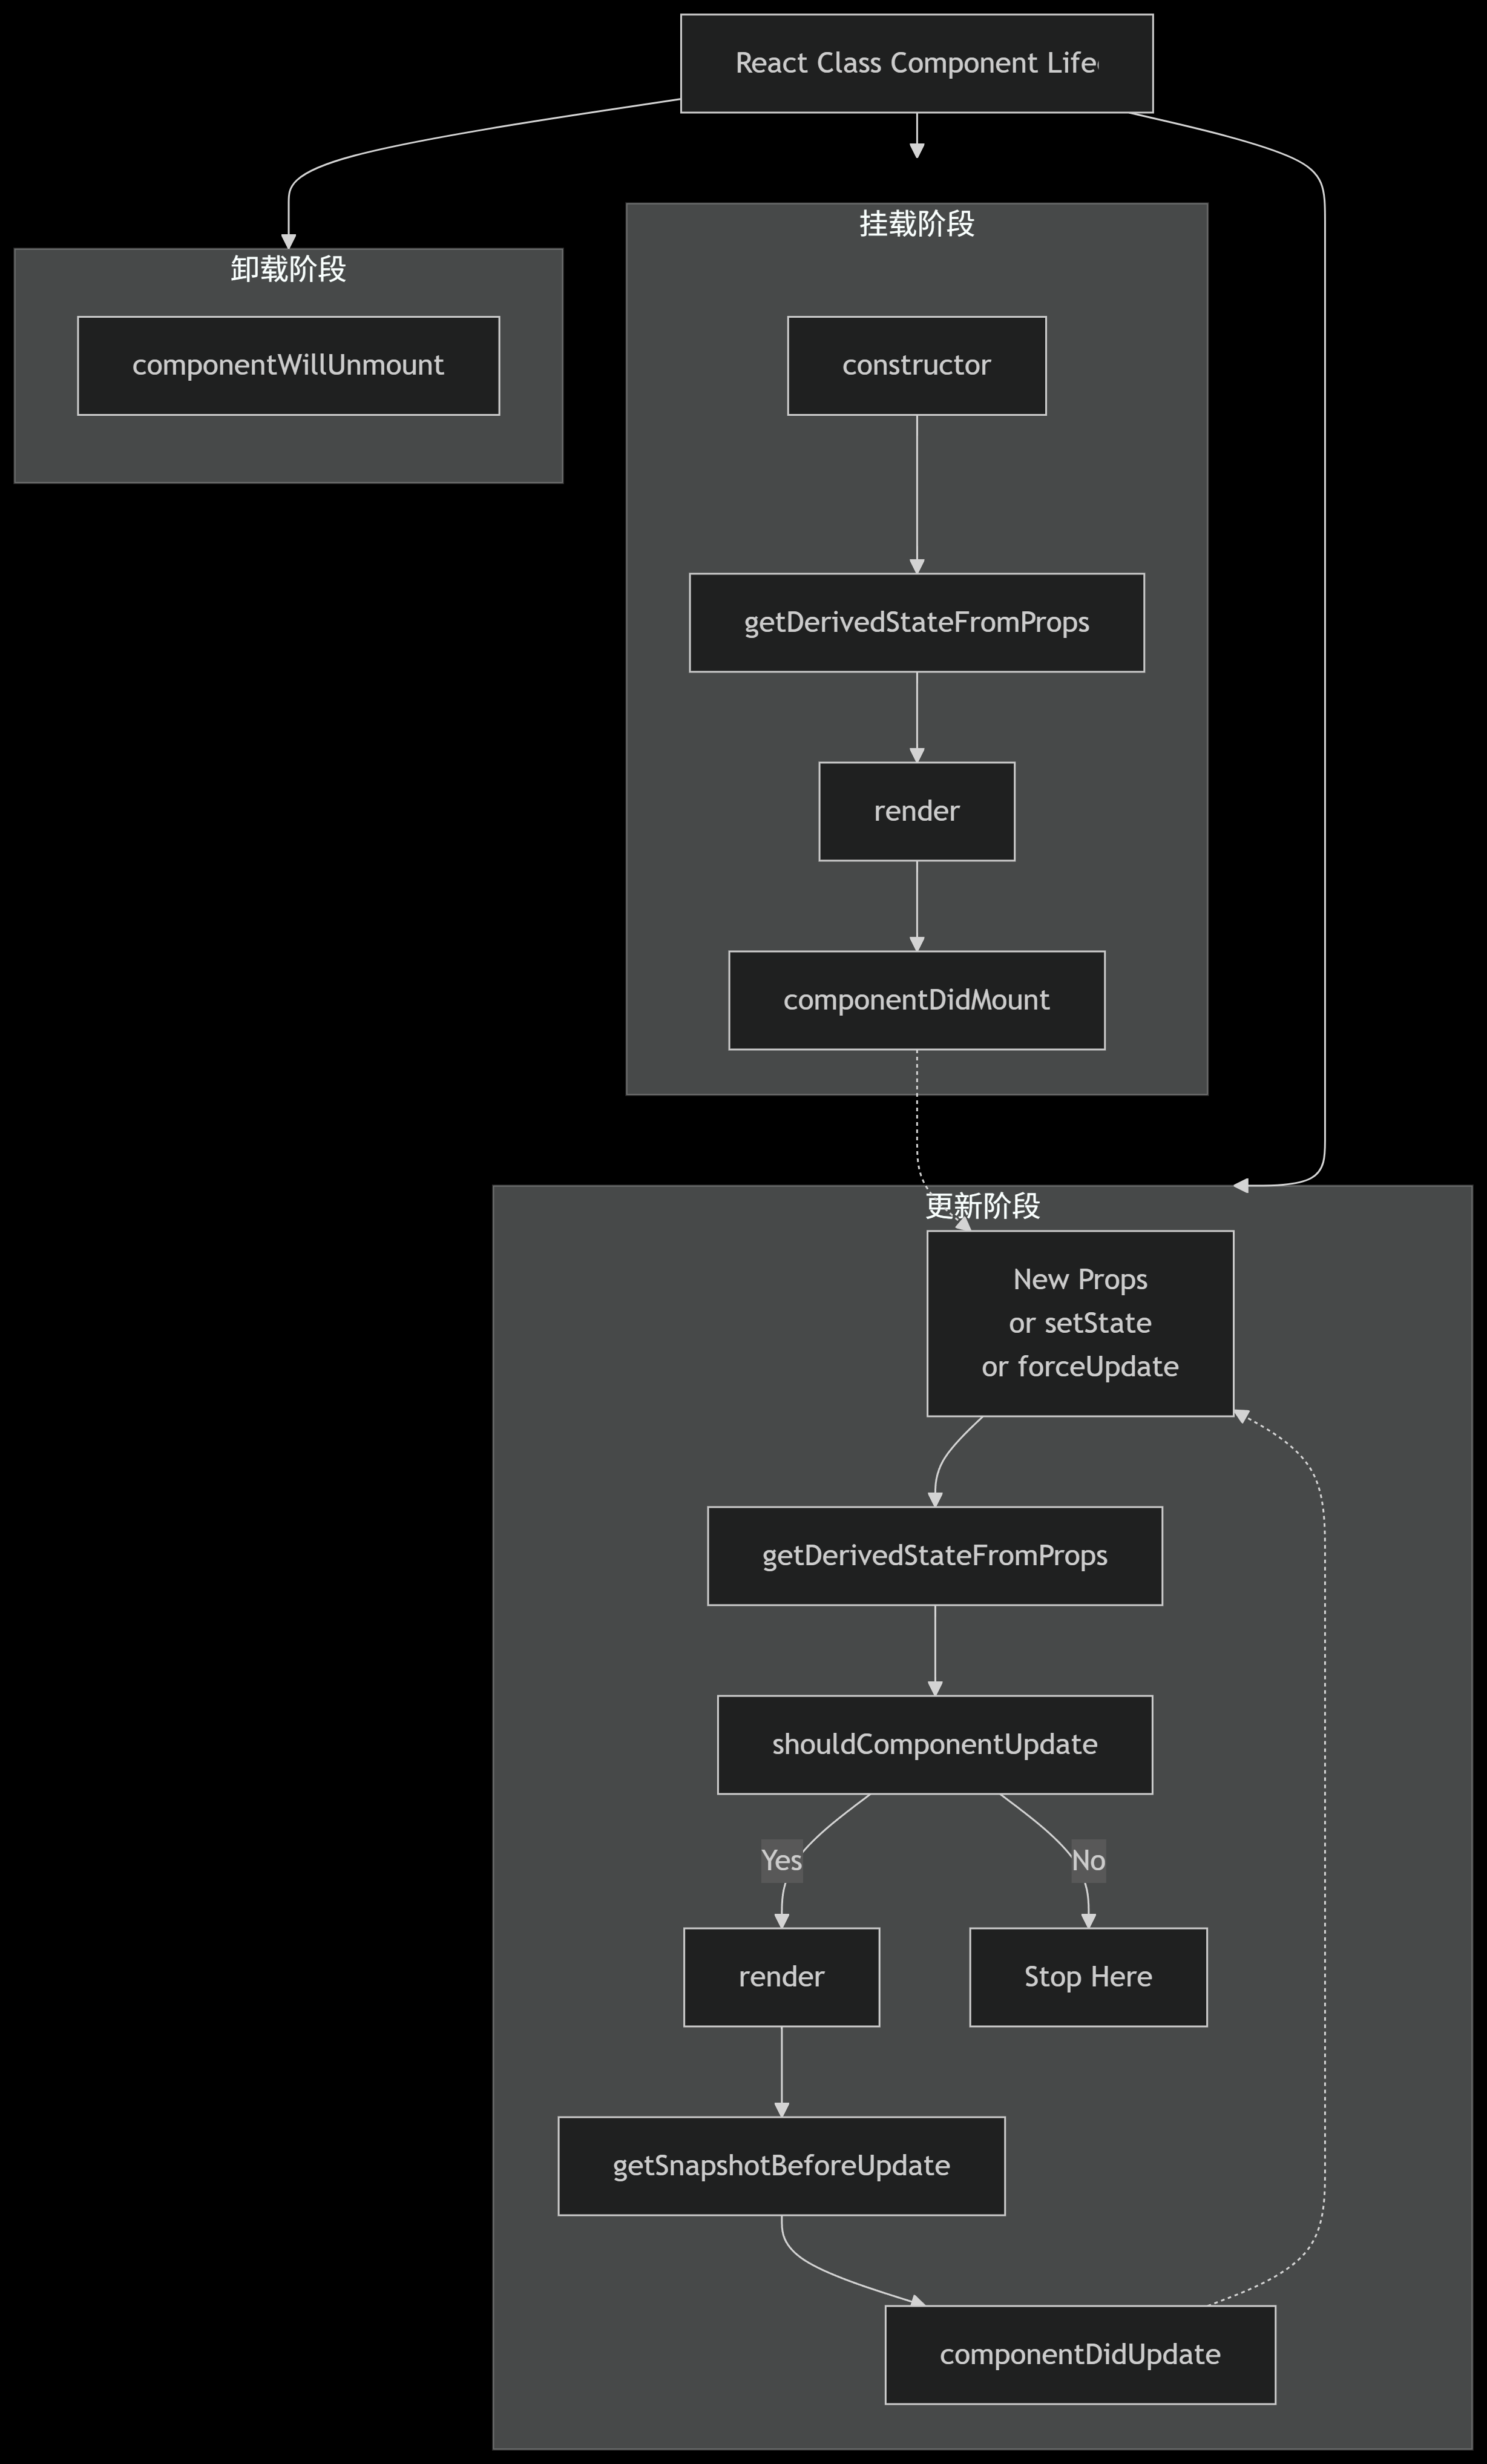 React Class Component Life
卸载阶段
componentWillUnmount
挂载阶段
constructor
getDerivedStateFromProps
render
componentDidMount
更新阶段
New Props
or setState
or forceUpdate
getDerivedStateFromProps
shouldComponentUpdate
Yes
No
render
Stop Here
getSnapshotBeforeUpdate
componentDidUpdate